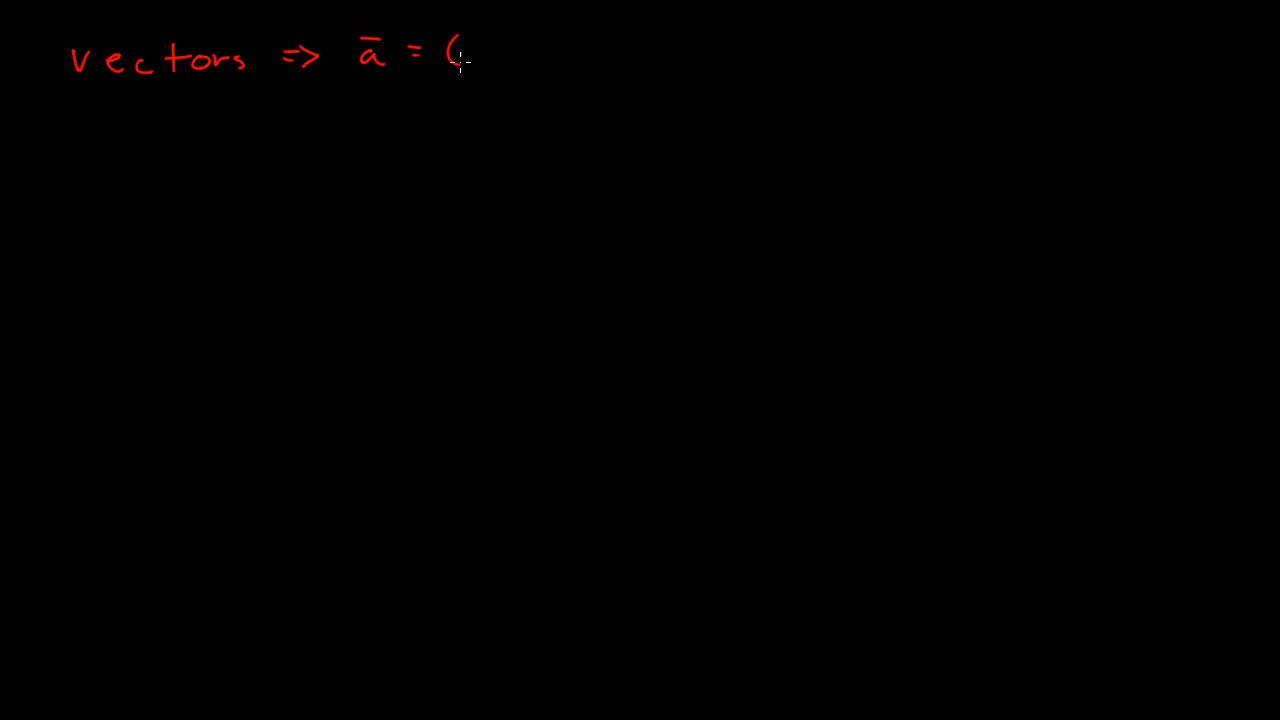 vectors => a̅ = (